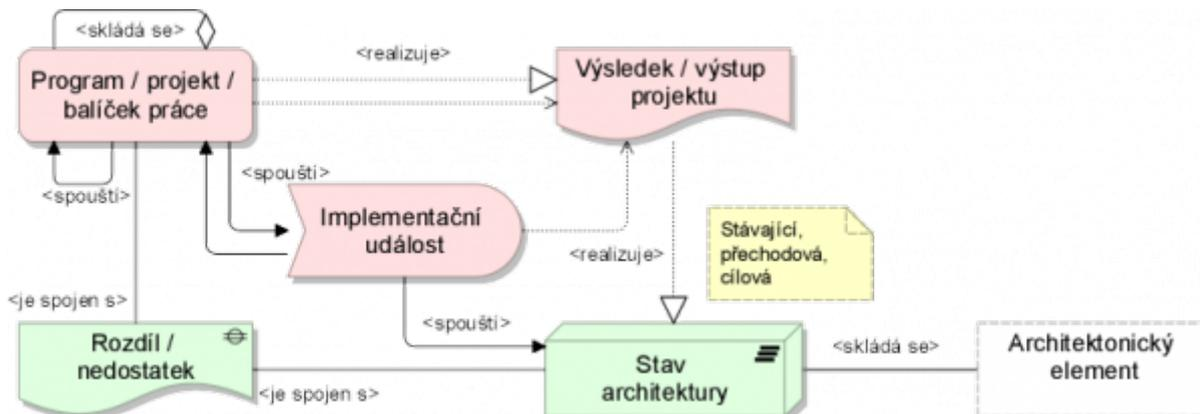 <skládá se>
Program / projekt /
balíček práce
<realizuje>
Výsledek / výstup
projektu
<spouští>
<spouští>
Implementační
událost
<realizuje>
Stávající,
přechodová,
cílová
<je spojen s>
Rozdíl /
nedostatek
<spouští>
<je spojen s>
Stav
architektury
<skládá se>
Architektonický
element